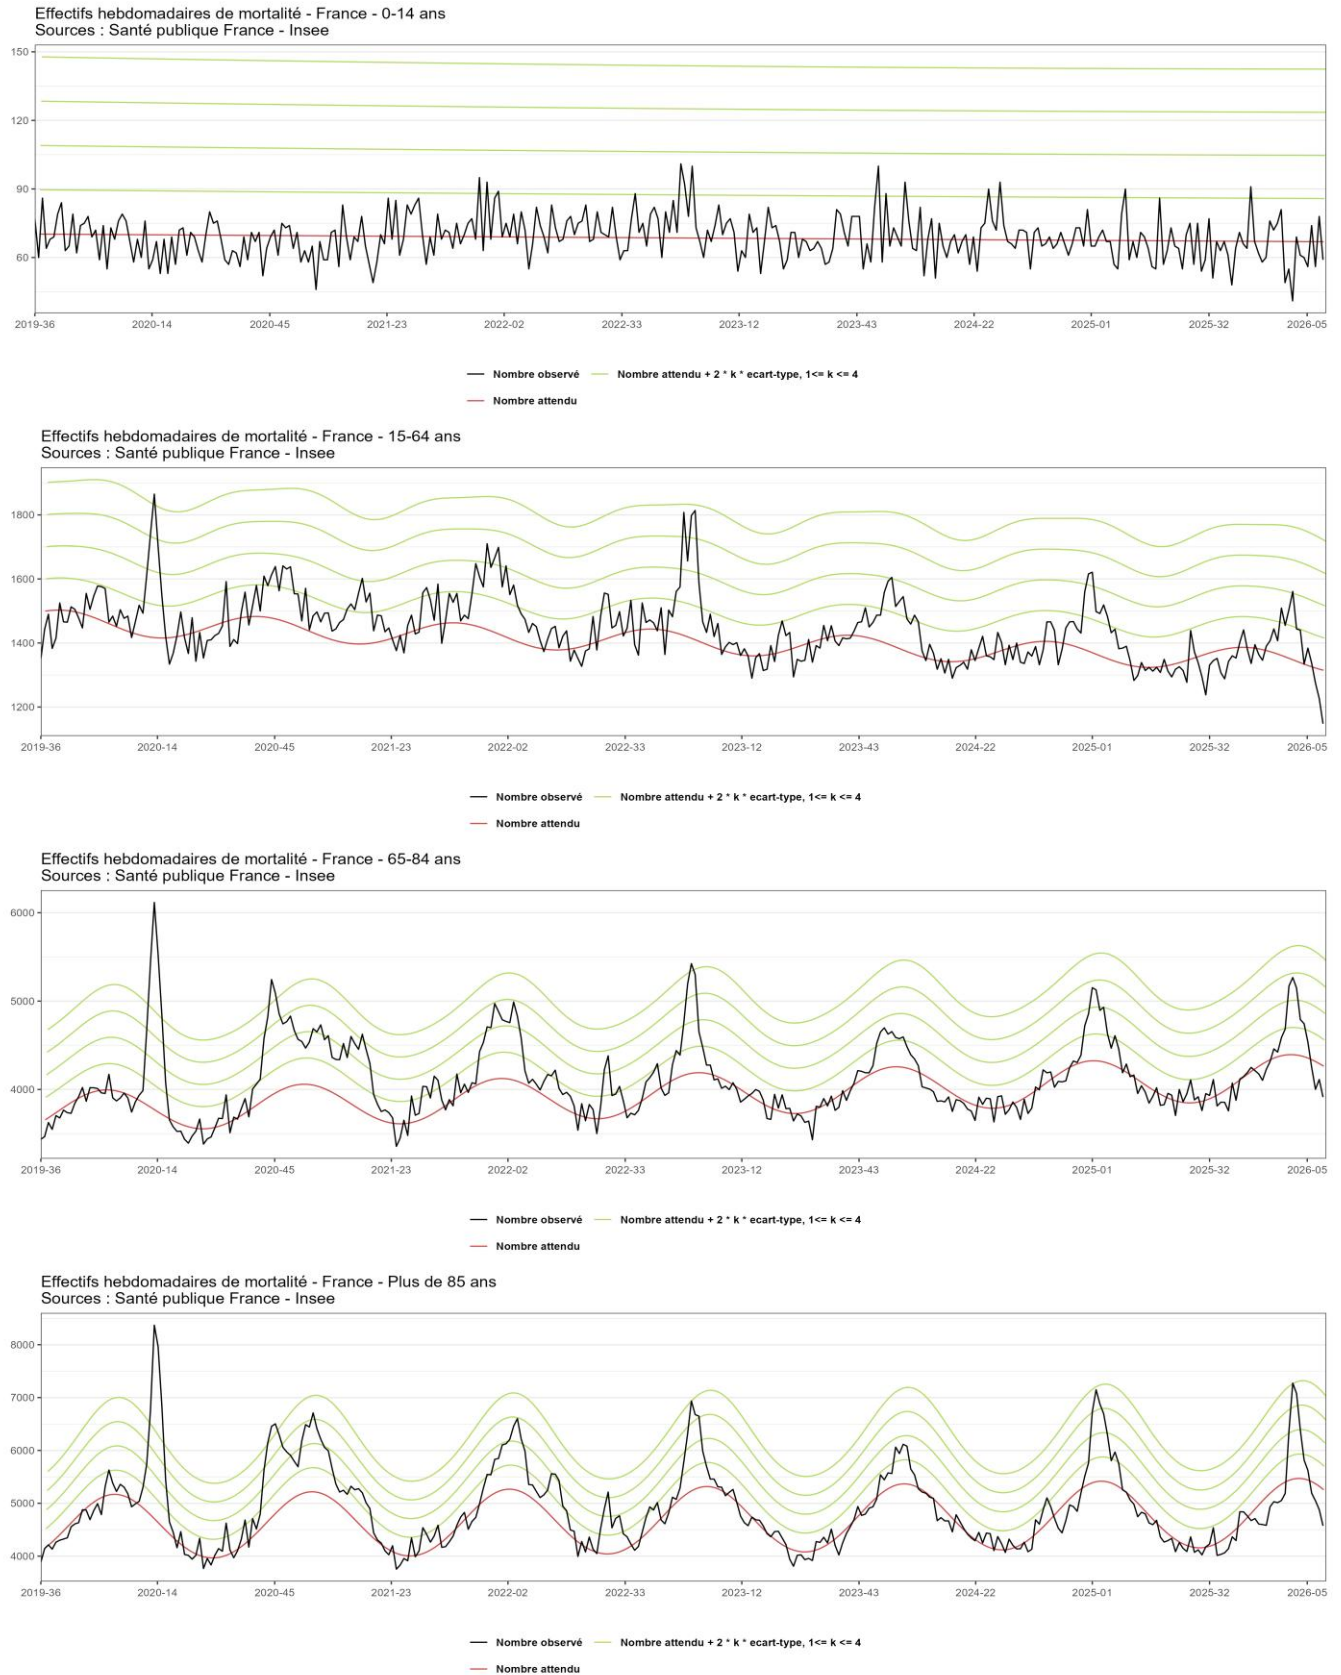 Effectifs hebdomadaires de mortalité - France - 0-14 ans
Sources : Santé publique France - Insee
150
120
90
60
2019-36 2020-14 2020-45 2021-23 2022-02 2022-33 2023-12 2023-43 2024-22 2025-01 2025-32 2026-05
Nombre observé Nombre attendu + 2 * k * ecart-type, 1<= k <= 4
Nombre attendu
Effectifs hebdomadaires de mortalité - France - 15-64 ans
Sources : Santé publique France - Insee
1800
1600
1400
1200
2019-36 2020-14 2020-45 2021-23 2022-02 2022-33 2023-12 2023-43 2024-22 2025-01 2025-32 2026-05
Nombre observé Nombre attendu + 2 * k * ecart-type, 1<= k <= 4
Nombre attendu
Effectifs hebdomadaires de mortalité - France - 65-84 ans
Sources : Santé publique France - Insee
6000
5000
4000
2019-36 2020-14 2020-45 2021-23 2022-02 2022-33 2023-12 2023-43 2024-22 2025-01 2025-32 2026-05
Nombre observé Nombre attendu + 2 * k * ecart-type, 1<= k <= 4
Nombre attendu
Effectifs hebdomadaires de mortalité - France - Plus de 85 ans
Sources : Santé publique France - Insee
8000
7000
6000
5000
4000
2019-36 2020-14 2020-45 2021-23 2022-02 2022-33 2023-12 2023-43 2024-22 2025-01 2025-32 2026-05
Nombre observé Nombre attendu + 2 * k * ecart-type, 1<= k <= 4
Nombre attendu